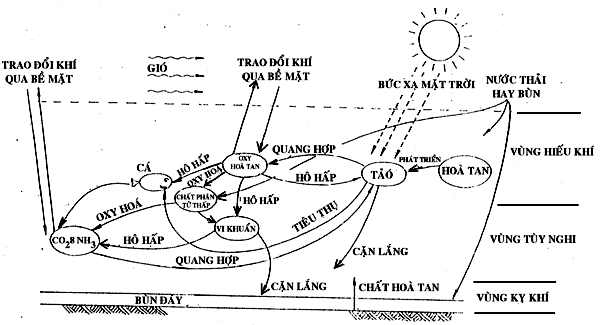 TRAO ĐỔI KHÍ
QUA BỀ MẶT
GIÓ
TRAO ĐỔI KHÍ
QUA BỀ MẶT
BỨC XẠ MẶT TRỜI
NƯỚC THẢI
HAY BÙN
VÙNG HIẾU KHÍ
CÁ
HÔ HẤP
OXY
HOÀ TAN
QUANG HỢP
TẢO
PHÁT TRIỂN
HOÀ TAN
OXY HOÁ
HÔ HẤP
CHẤT PHÂN
TỬ THẤP
OXY HOÁ
HÔ HẤP
TIÊU THỤ
VI KHUẨN
CO₂8 NH₃
HÔ HẤP
QUANG HỢP
CẶN LẮNG
VÙNG TÙY NGHI
CẶN LẮNG
CHẤT HOÀ TAN
BÙN ĐÁY
VÙNG KỴ KHÍ